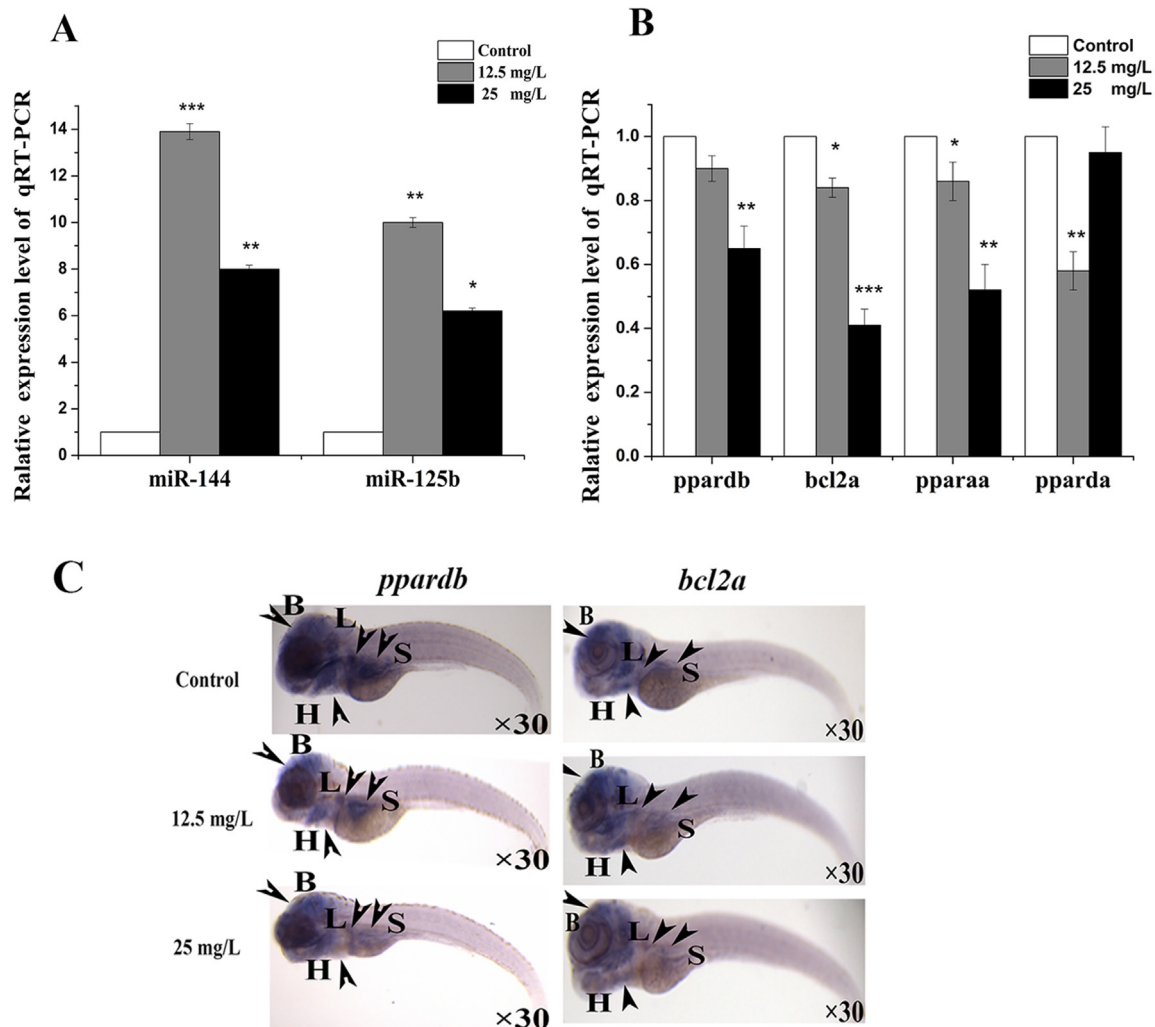 A
Control
12.5 mg/L
25 mg/L
***
**
**
*
Ralative expression level of qRT-PCR
14
12
10
8
6
4
2
0
miR-144 miR-125b
B
Control
12.5 mg/L
25 mg/L
**
*
***
*
**
**
Ralative expression level of qRT-PCR
1.0
0.8
0.6
0.4
0.2
0.0
ppardb bcl2a pparaa pparda
C
ppardb bcl2a
Control
B
L
S
H
×30
B
L
S
H
×30
12.5 mg/L
B
L
S
H
×30
B
L
S
H
×30
25 mg/L
B
L
S
H
×30
B
L
S
H
×30